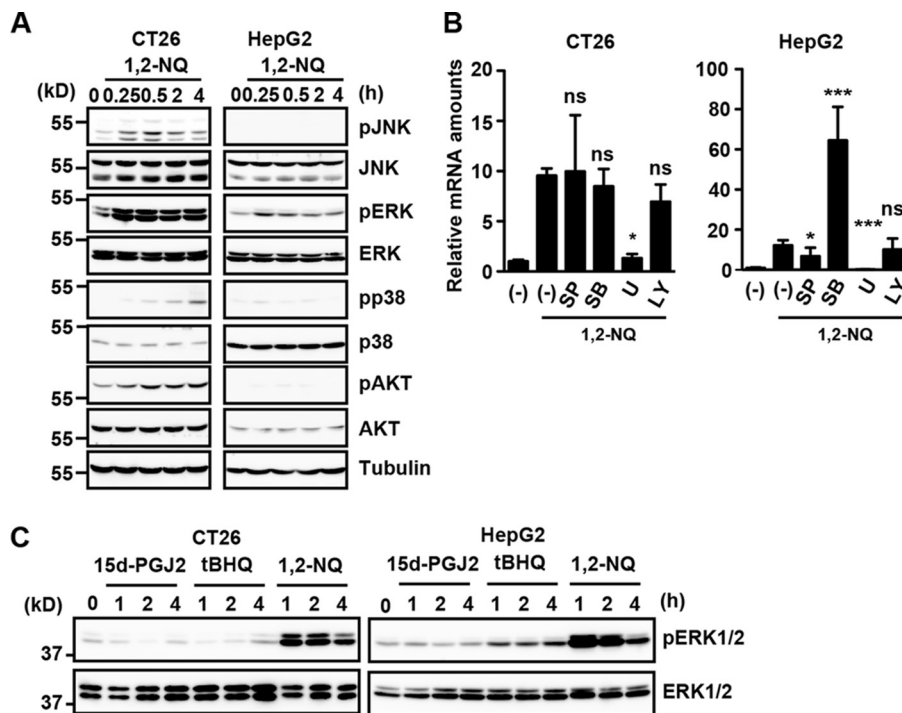 A
CT26 HepG2
1,2-NQ 1,2-NQ
(kD) 0 0.25 0.5 2 4 0 0.25 0.5 2 4 (h)
55 pJNK
55 JNK
pERK
ERK
pp38
p38
55 pAKT
55 AKT
55 Tubulin
B
CT26
Relative mRNA amounts
20
15
10
5
0
ns
ns
*
ns
(-) (-) SP SB U LY
1,2-NQ
HepG2
100
80
60
40
20
0
*
***
***
ns
(-) (-) SP SB U LY
1,2-NQ
C
CT26 HepG2
15d-PGJ2 tBHQ 1,2-NQ 15d-PGJ2 tBHQ 1,2-NQ
(kD) 0 1 2 4 1 2 4 1 2 4 0 1 2 4 1 2 4 1 2 4 (h)
37 pERK1/2
37 ERK1/2